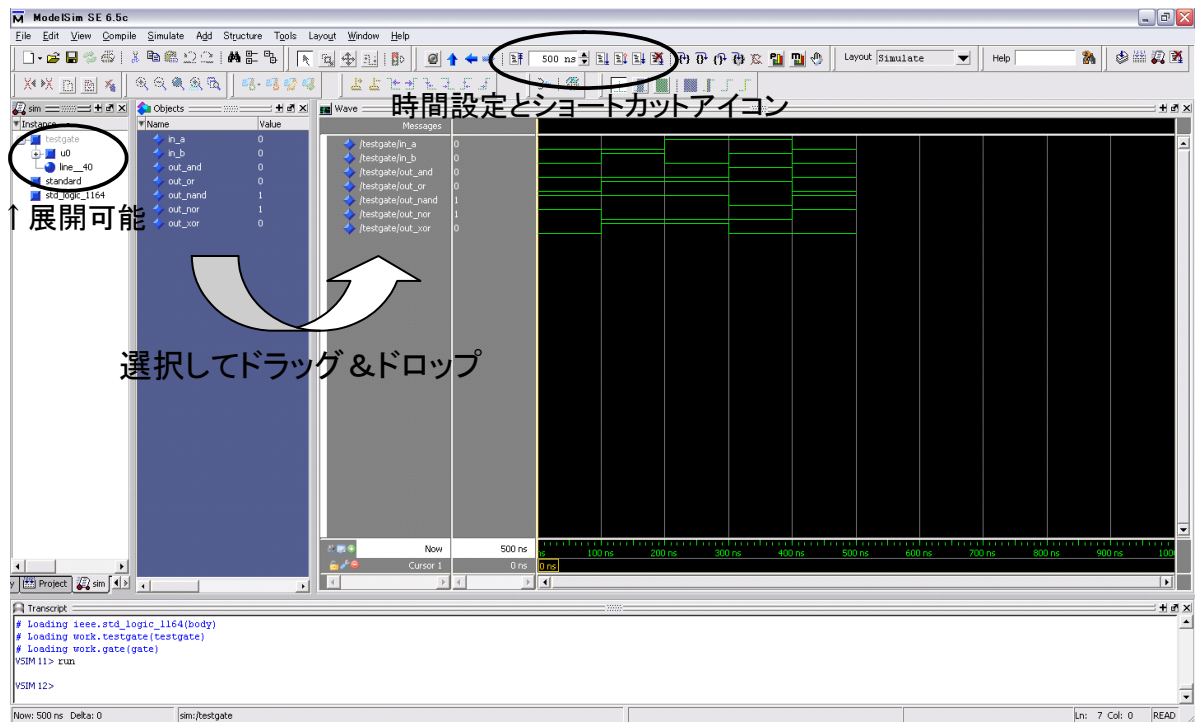 ModelSim SE 6.5c
File Edit View Compile Simulate Add Structure Tools Layout Window Help
500 ns
Layout Simulate
Help
時間設定とショートカットアイコン
sim
Objects
Wave
Instance
Name
Value
Messages
testgate
u0
line__40
standard
std_logic_1164
↑展開可能
in_a 0
in_b 0
out_and 0
out_or 0
out_nand 1
out_nor 1
out_xor 0
/testgate/in_a 0
/testgate/in_b 0
/testgate/out_and 0
/testgate/out_or 0
/testgate/out_nand 1
/testgate/out_nor 1
/testgate/out_xor 0
選択してドラッグ&ドロップ
Now 500 ns
Cursor 1 0 ns
ns 100 ns 200 ns 300 ns 400 ns 500 ns 600 ns 700 ns 800 ns 900 ns 100
0 ns
y Project sim
Transcript
# Loading ieee.std_logic_1164(body)
# Loading work.testgate(testgate)
# Loading work.gate(gate)
VSIM 11> run
VSIM 12>
Now: 500 ns Delta: 0
sim:/testgate
Ln: 7 Col: 0
READ